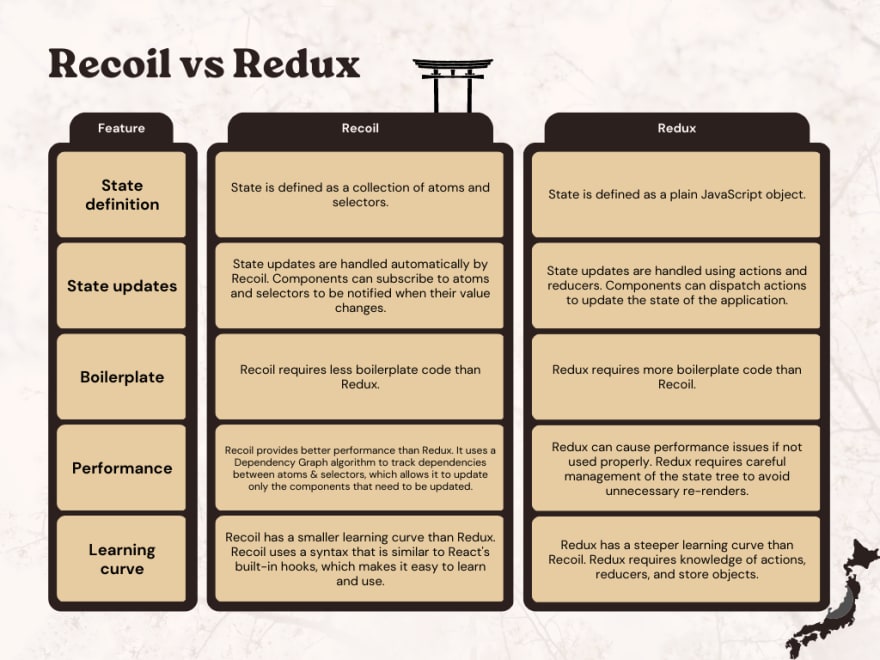 Recoil vs Redux
Feature
Recoil
Redux
State
definition
State is defined as a collection of atoms and
selectors.
State is defined as a plain JavaScript object.
State updates
State updates are handled automatically by
Recoil. Components can subscribe to atoms
and selectors to be notified when their value
changes.
State updates are handled using actions and
reducers. Components can dispatch actions
to update the state of the application.
Boilerplate
Recoil requires less boilerplate code than
Redux.
Redux requires more boilerplate code than
Recoil.
Performance
Recoil provides better performance than Redux. It uses a
Dependency Graph algorithm to track dependencies
between atoms & selectors, which allows it to update
only the components that need to be updated.
Redux can cause performance issues if not
used properly. Redux requires careful
management of the state tree to avoid
unnecessary re-renders.
Learning
curve
Recoil has a smaller learning curve than Redux.
Recoil uses a syntax that is similar to React's
built-in hooks, which makes it easy to learn
and use.
Redux has a steeper learning curve than
Recoil. Redux requires knowledge of actions,
reducers, and store objects.